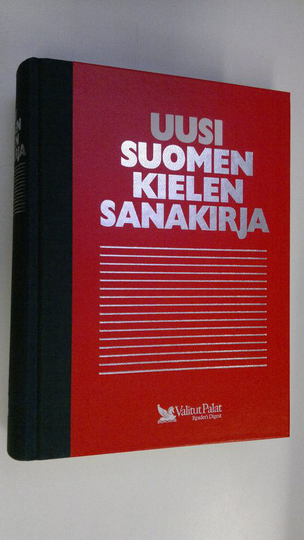 UUSI
SUOMEN
KIELEN
SANAKIRJA
Valitut Palat
Reader's Digest